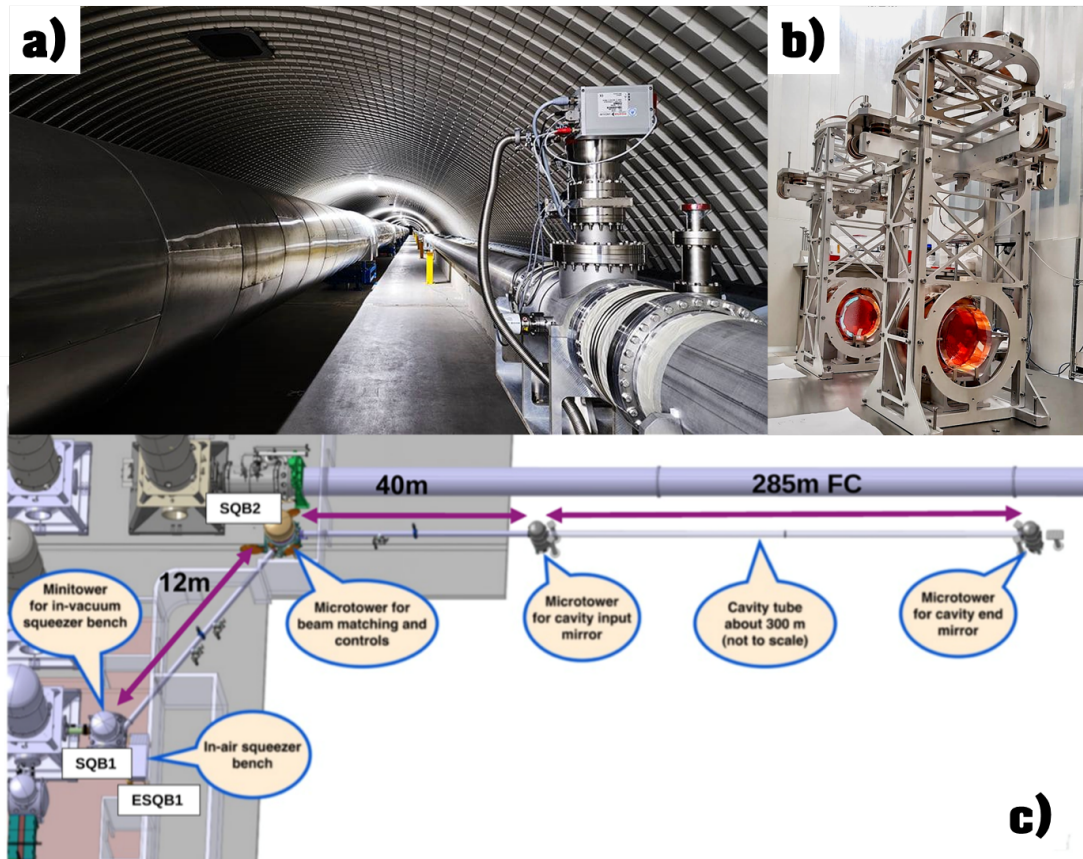 a)
b)
40m
285m FC
SQB2
12m
Minitower
for in-vacuum
squeezer bench
Microtower for
beam matching and
controls
Microtower
for cavity input
mirror
Cavity tube
about 300 m
(not to scale)
Microtower
for cavity end
mirror
In-air squeezer
bench
SQB1
ESQB1
c)